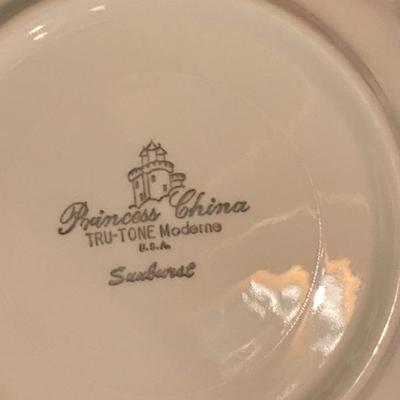 Princess China
TRU-TONE Moderne
U.S.A.
Sunburst